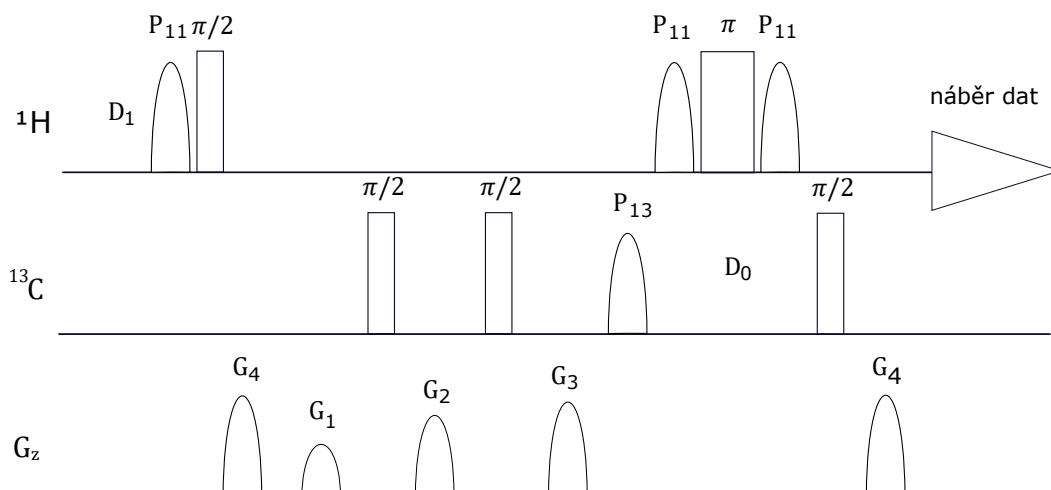 P₁₁ π/2 P₁₁ π P₁₁
¹H D₁ náběr dat
π/2 π/2 P₁₃ π/2
¹³C D₀
G₄ G₁ G₂ G₃ G₄
G_z